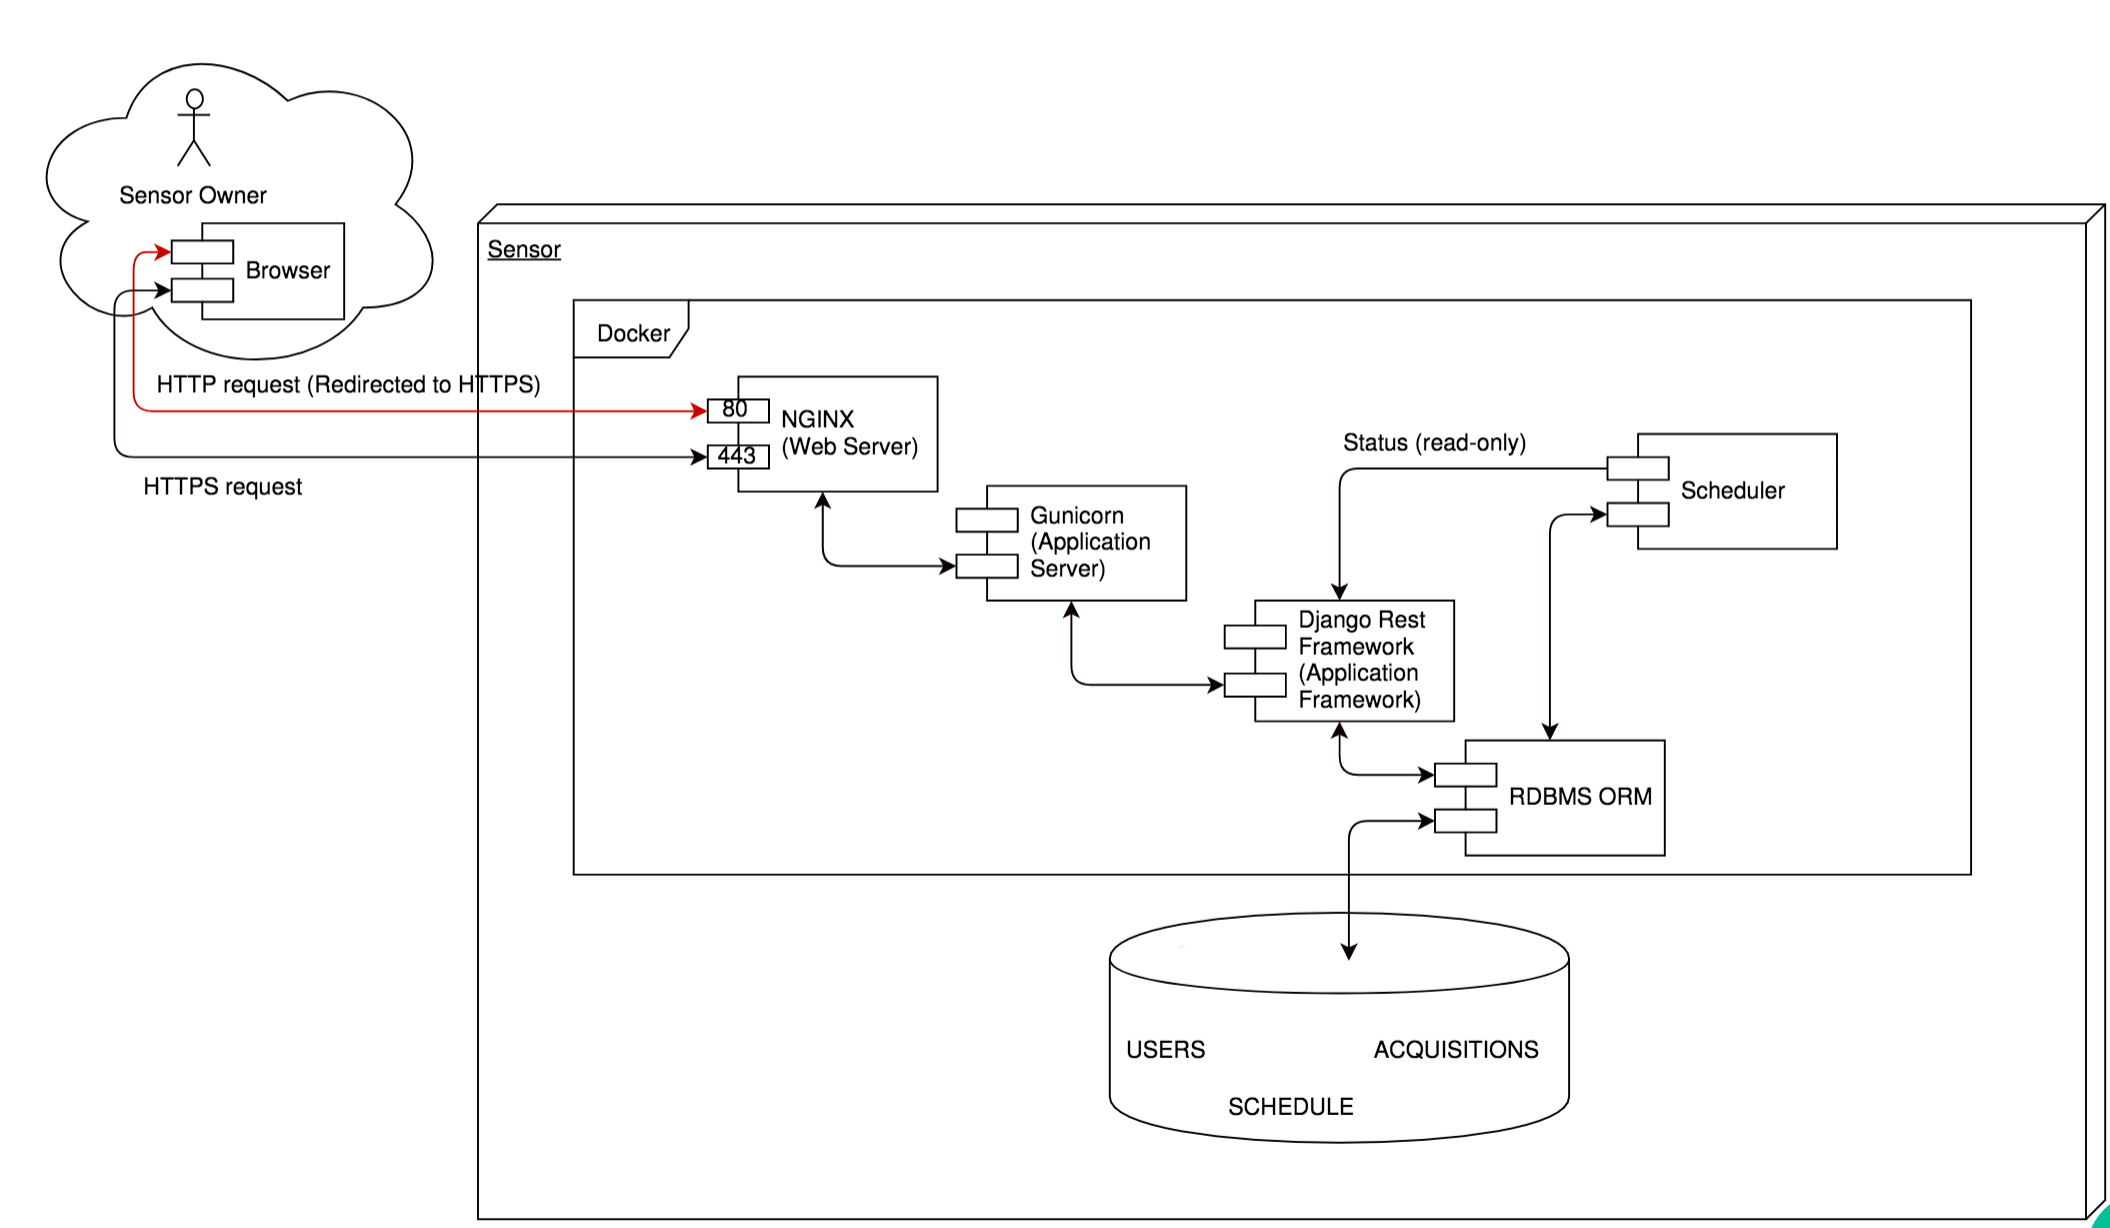 Sensor Owner
Browser
Sensor
Docker
HTTP request (Redirected to HTTPS)
80
NGINX
(Web Server)
443
HTTPS request
Status (read-only)
Scheduler
Gunicorn
(Application
Server)
Django Rest
Framework
(Application
Framework)
RDBMS ORM
USERS
ACQUISITIONS
SCHEDULE